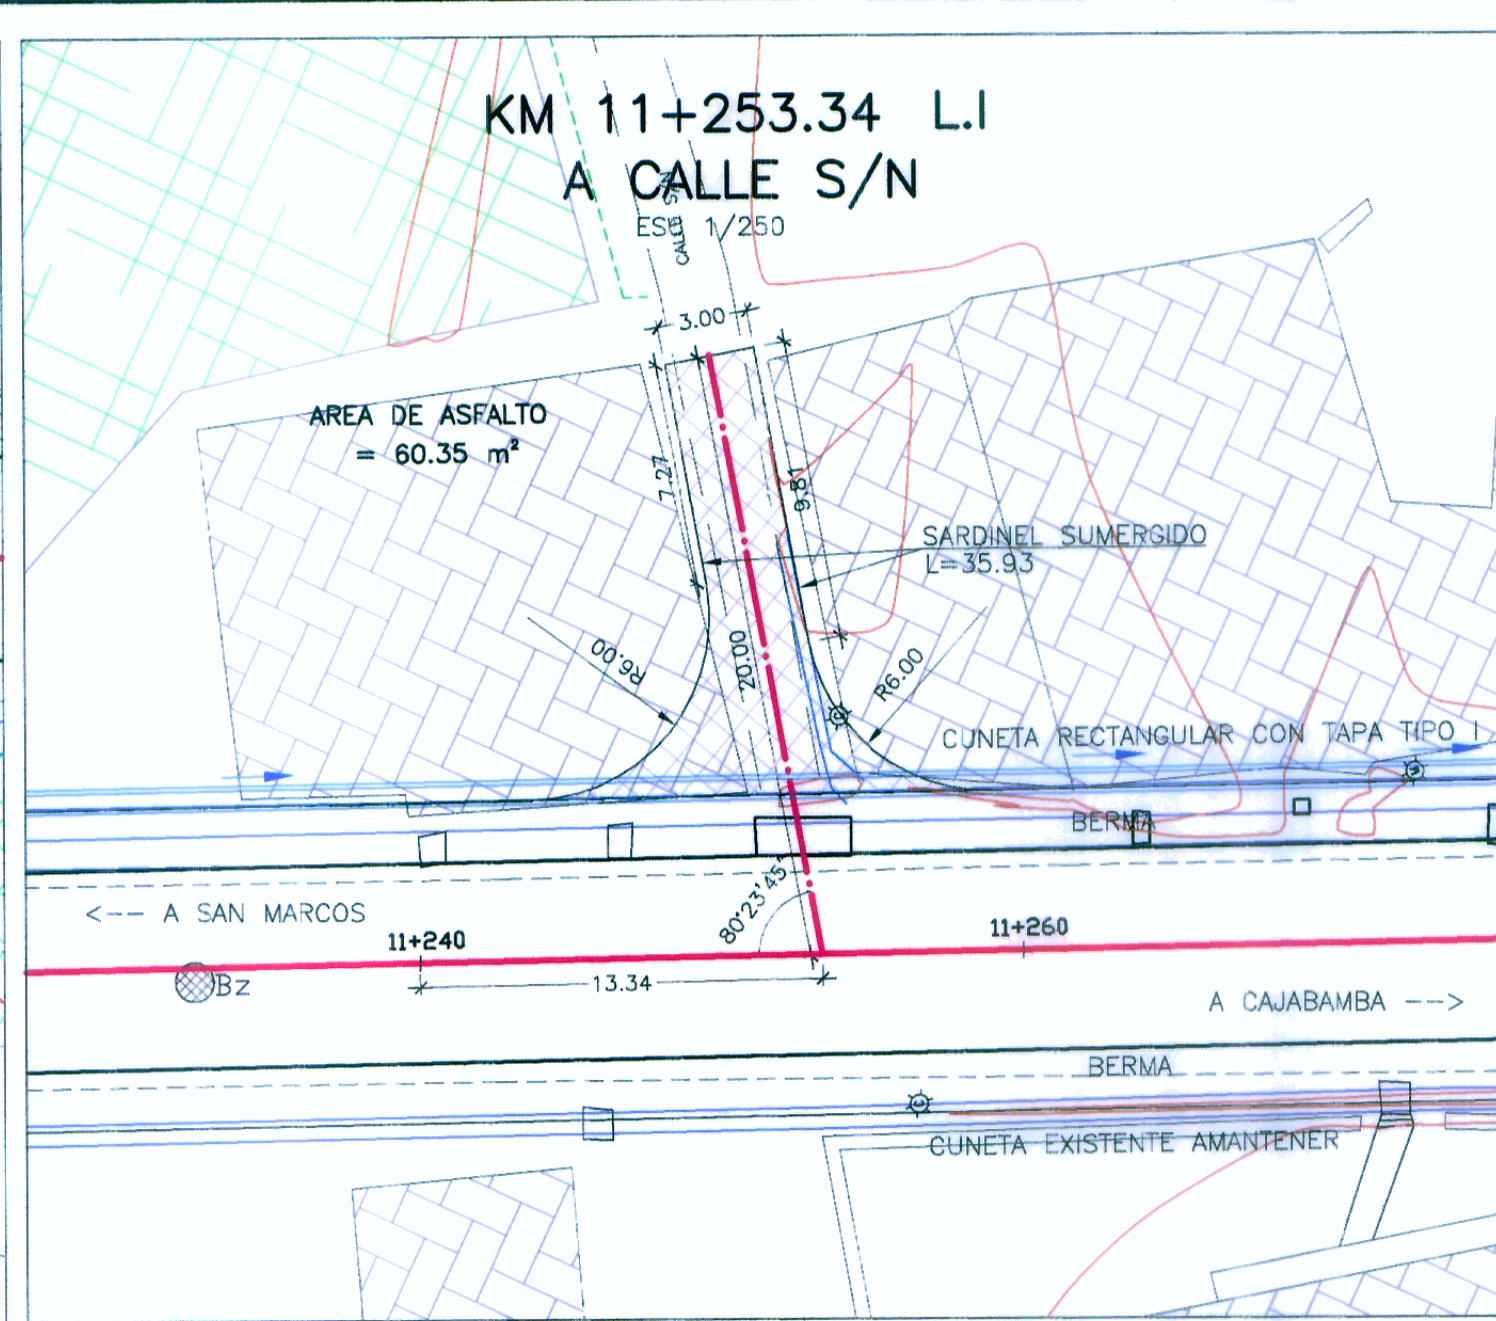 KM 11+253.34 L.I
A CALLE S/N
ESC 1/250
CALLE S/N
3.00
AREA DE ASFALTO
= 60.35 m²
7.27
9.81
SARDINEL SUMERGIDO
L=35.93
R6.00
20.00
R6.00
CUNETA RECTANGULAR CON TAPA TIPO I
BERMA
80°23'45"
<--- A SAN MARCOS
11+240
11+260
Bz
13.34
A CAJABAMBA --->
BERMA
CUNETA EXISTENTE AMANTENER